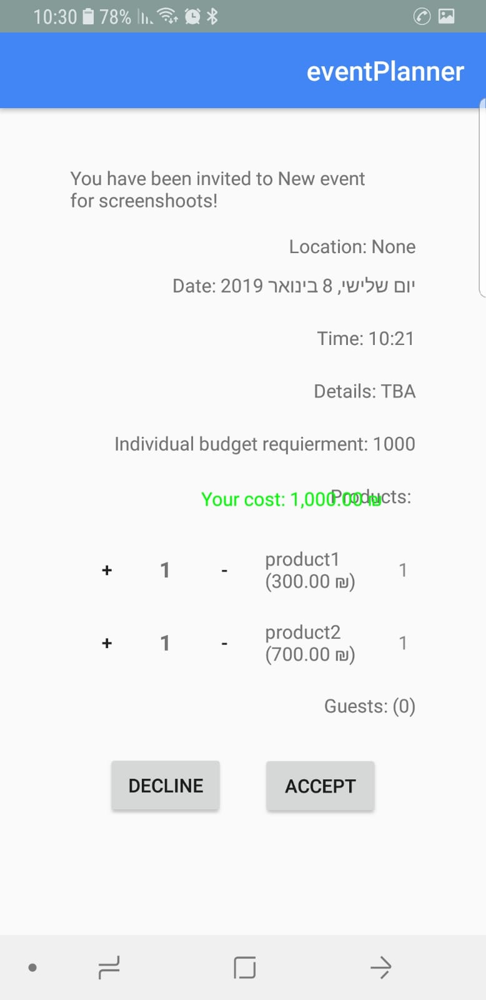 10:30 78%
eventPlanner
You have been invited to New event
for screenshoots!
Location: None
Date: יום שלישי, 8 בינואר 2019
Time: 10:21
Details: TBA
Individual budget requierment: 1000
Your cost: 1,000.00 ₪
Products:
+ 1 - product1 1
(300.00 ₪)
+ 1 - product2 1
(700.00 ₪)
Guests: (0)
DECLINE ACCEPT